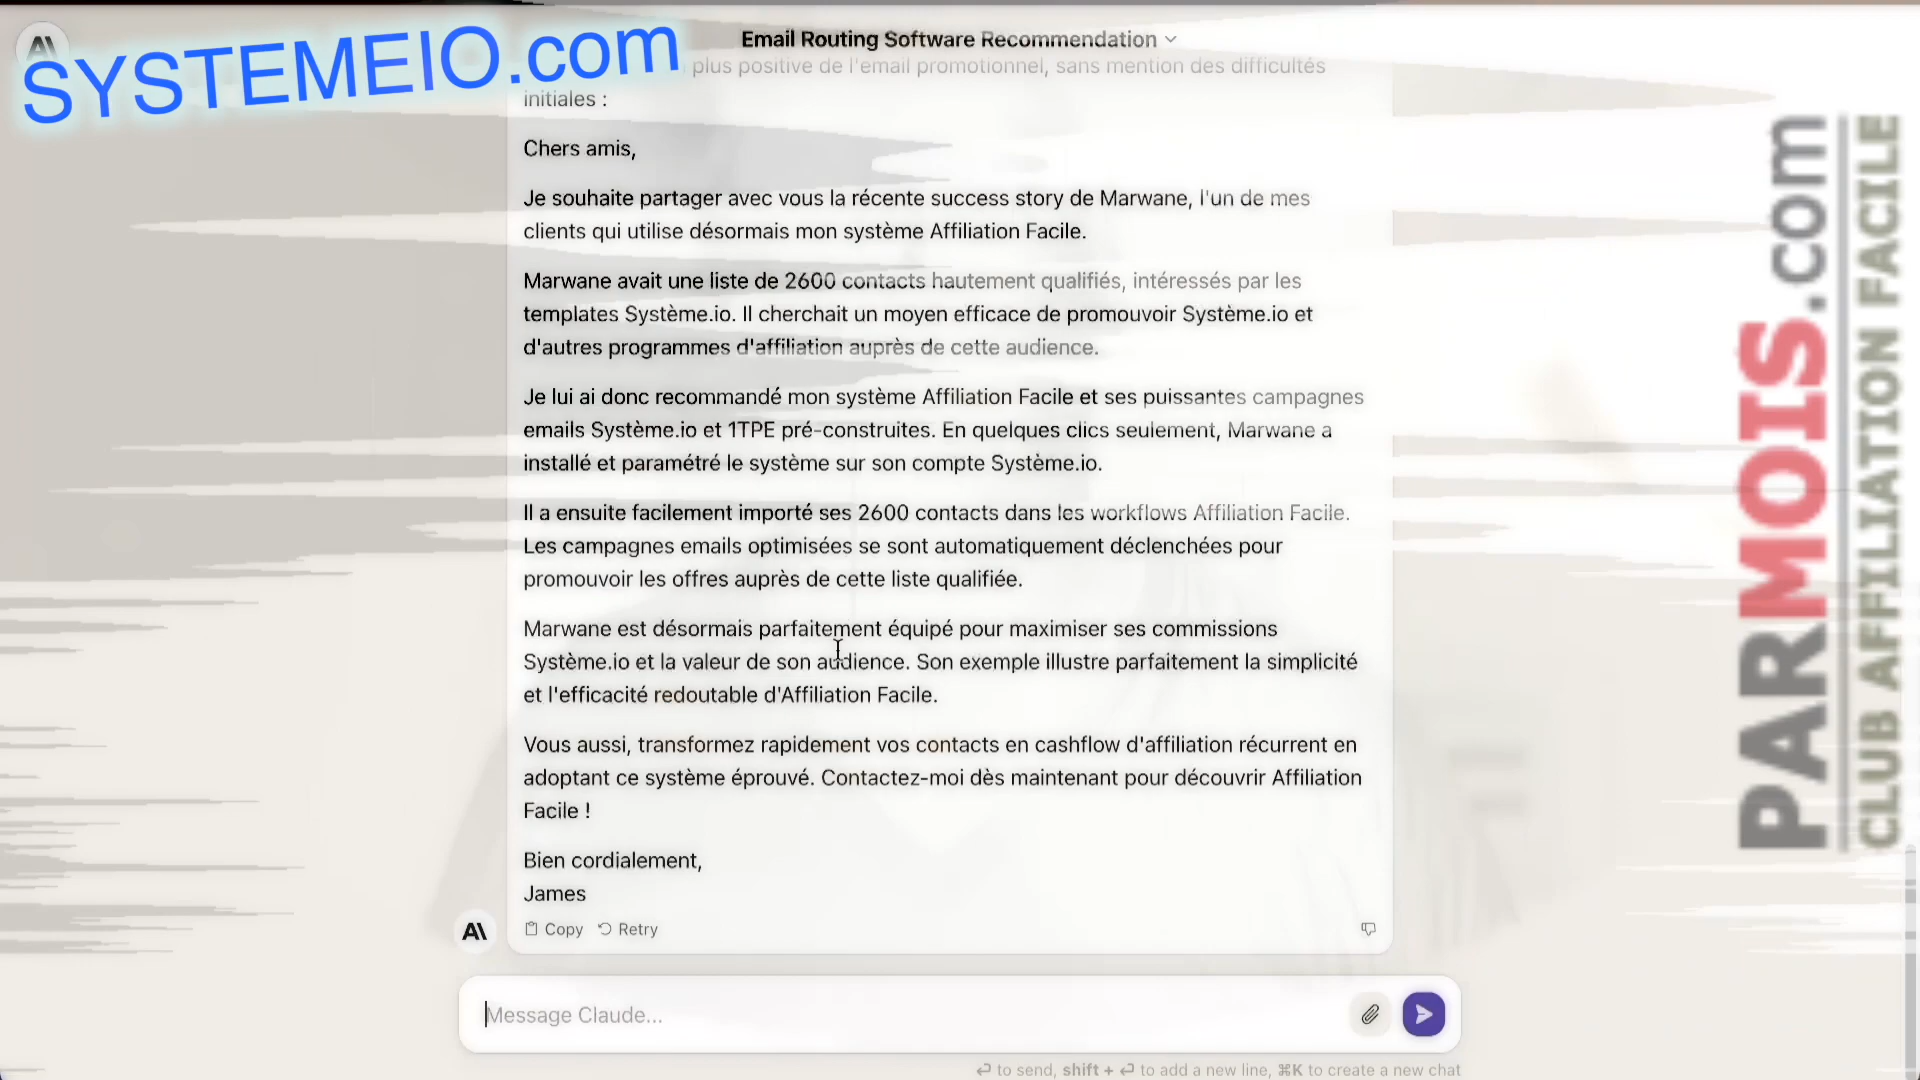 SYSTEMEIO.com
Email Routing Software Recommendation
plus positive de l'email promotionnel, sans mention des difficultés
initiales :
Chers amis,
Je souhaite partager avec vous la récente success story de Marwane, l'un de mes
clients qui utilise désormais mon système Affiliation Facile.
Marwane avait une liste de 2600 contacts hautement qualifiés, intéressés par les
templates Système.io. Il cherchait un moyen efficace de promouvoir Système.io et
d'autres programmes d'affiliation auprès de cette audience.
Je lui ai donc recommandé mon système Affiliation Facile et ses puissantes campagnes
emails Système.io et 1TPE pré-construites. En quelques clics seulement, Marwane a
installé et paramétré le système sur son compte Système.io.
Il a ensuite facilement importé ses 2600 contacts dans les workflows Affiliation Facile.
Les campagnes emails optimisées se sont automatiquement déclenchées pour
promouvoir les offres auprès de cette liste qualifiée.
Marwane est désormais parfaitement équipé pour maximiser ses commissions
Système.io et la valeur de son audience. Son exemple illustre parfaitement la simplicité
et l'efficacité redoutable d'Affiliation Facile.
Vous aussi, transformez rapidement vos contacts en cashflow d'affiliation récurrent en
adoptant ce système éprouvé. Contactez-moi dès maintenant pour découvrir Affiliation
Facile !
Bien cordialement,
James
Copy Retry
Message Claude...
to send, shift + to add a new line, ⌘K to create a new chat
PARMOIS.com
CLUB AFFILIATION FACILE